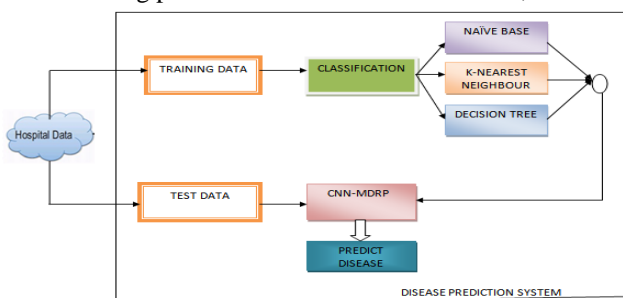 NAÏVE BASE
TRAINING DATA
CLASSIFICATION
K-NEAREST
NEIGHBOUR
Hospital Data
DECISION TREE
TEST DATA
CNN-MDRP
PREDICT
DISEASE
DISEASE PREDICTION SYSTEM